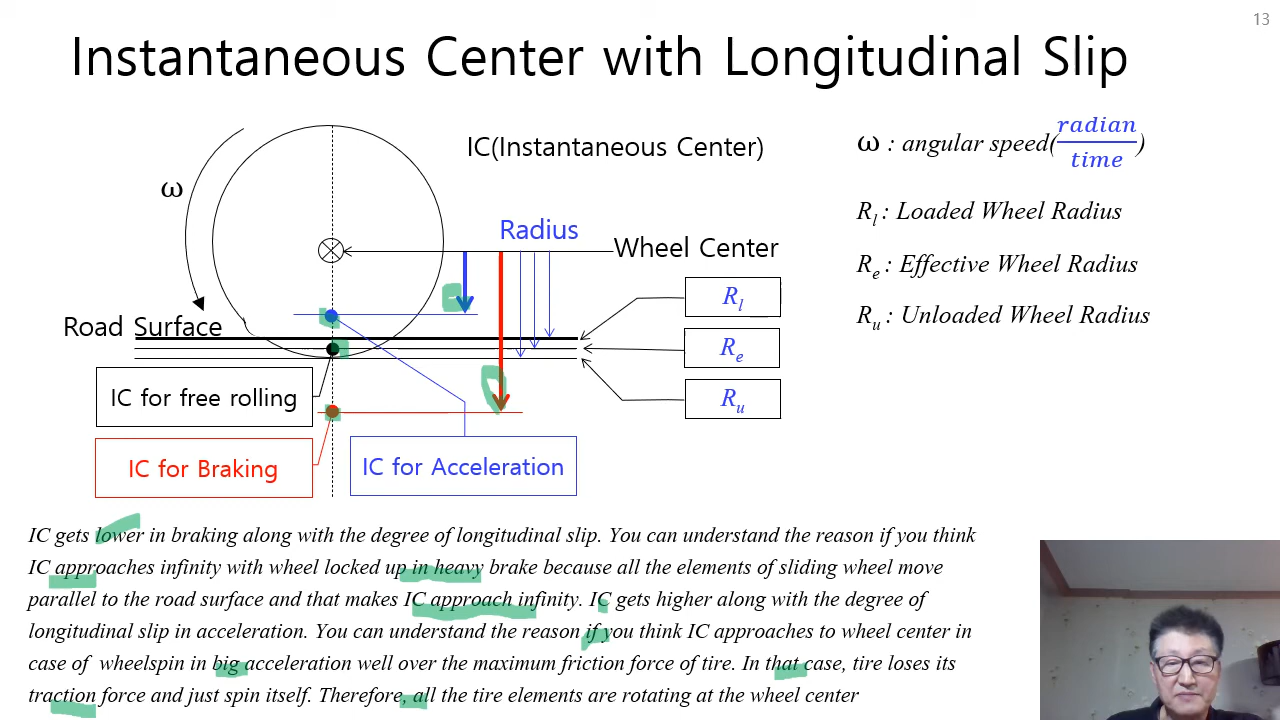 13
Instantaneous Center with Longitudinal Slip
IC(Instantaneous Center)
ω : angular speed(radian/time)
ω
R_l : Loaded Wheel Radius
Radius
Wheel Center
R_e : Effective Wheel Radius
R_l
R_u : Unloaded Wheel Radius
Road Surface
R_e
IC for free rolling
R_u
IC for Braking
IC for Acceleration
IC gets lower in braking along with the degree of longitudinal slip. You can understand the reason if you think
IC approaches infinity with wheel locked up in heavy brake because all the elements of sliding wheel move
parallel to the road surface and that makes IC approach infinity. IC gets higher along with the degree of
longitudinal slip in acceleration. You can understand the reason if you think IC approaches to wheel center in
case of wheelspin in big acceleration well over the maximum friction force of tire. In that case, tire loses its
traction force and just spin itself. Therefore, all the tire elements are rotating at the wheel center